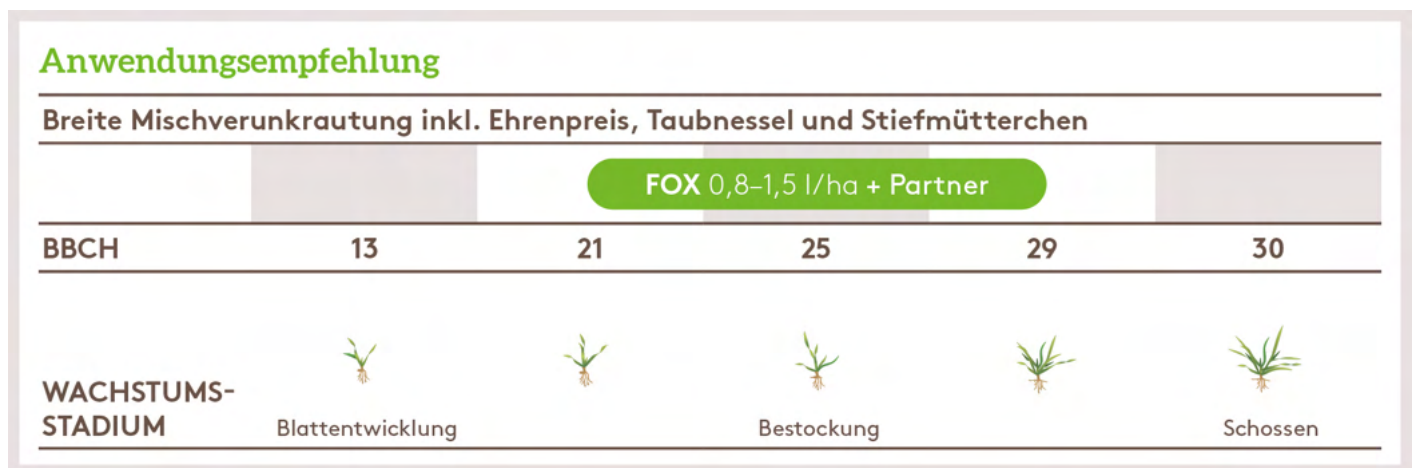 Anwendungsempfehlung
Breite Mischverunkrautung inkl. Ehrenpreis, Taubnessel und Stiefmütterchen
FOX 0,8–1,5 l/ha + Partner
BBCH 13 21 25 29 30
WACHSTUMS-
STADIUM Blattentwicklung Bestockung Schossen